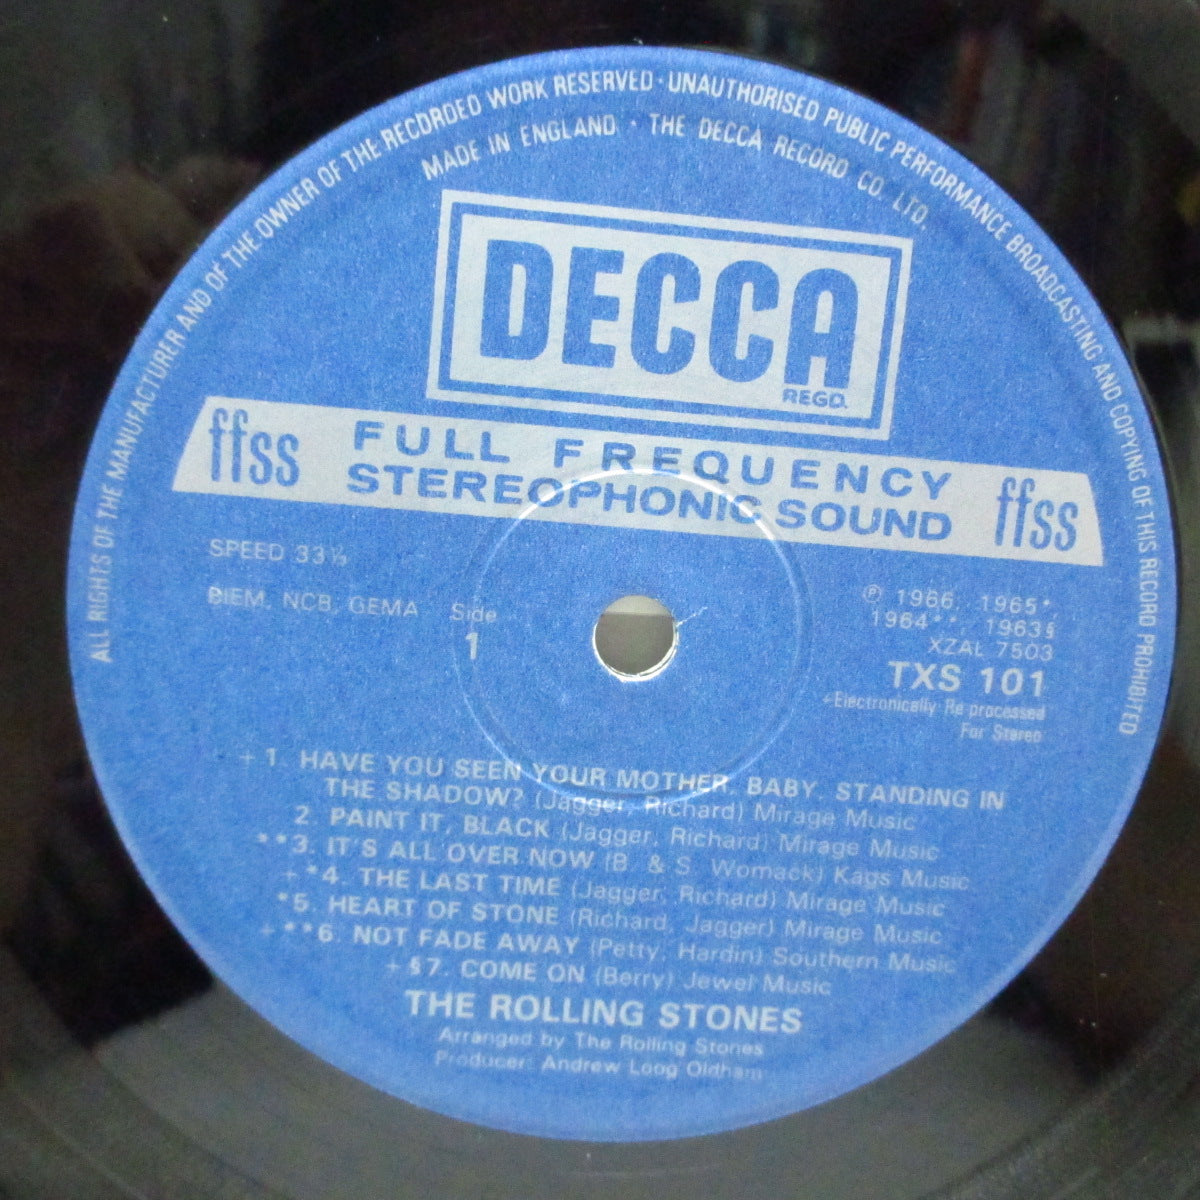 ALL RIGHTS OF THE MANUFACTURER AND OF THE OWNER OF THE RECORDED WORK RESERVED · UNAUTHORISED PUBLIC PERFORMANCE BROADCASTING AND COPYING OF THIS RECORD PROHIBITED
MADE IN ENGLAND · THE DECCA RECORD CO. LTD.
DECCA
REGD.
ffss FULL FREQUENCY ffss
STEREOPHONIC SOUND
SPEED 33⅓
BIEM, NCB, GEMA Side
1
℗ 1966, 1965*,
1964**, 1963§
XZAL 7503
TXS 101
+Electronically Re processed
For Stereo
+ 1. HAVE YOU SEEN YOUR MOTHER, BABY, STANDING IN
THE SHADOW? (Jagger, Richard) Mirage Music
2. PAINT IT, BLACK (Jagger, Richard) Mirage Music
**3. IT'S ALL OVER NOW (B. & S. Womack) Kags Music
+*4. THE LAST TIME (Jagger, Richard) Mirage Music
*5. HEART OF STONE (Richard, Jagger) Mirage Music
+**6. NOT FADE AWAY (Petty, Hardin) Southern Music
+§7. COME ON (Berry) Jewel Music
THE ROLLING STONES
Arranged by The Rolling Stones
Producer: Andrew Loog Oldham